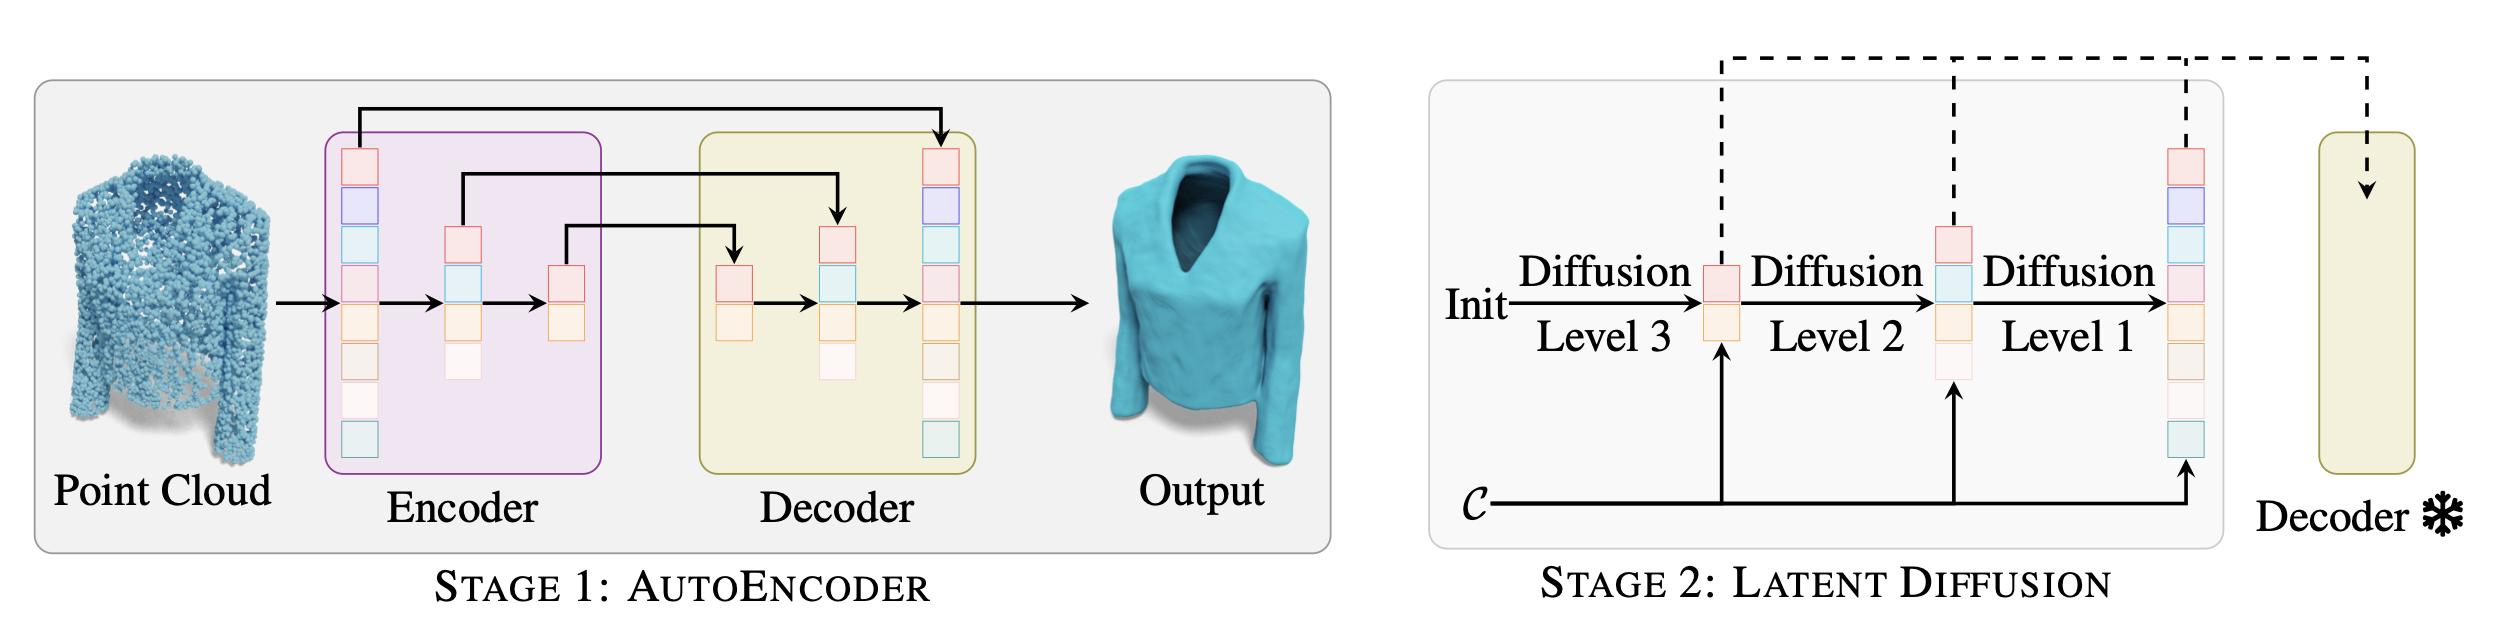 Point Cloud
Encoder
Decoder
Output
STAGE 1: AUTOENCODER
Init
Diffusion
Level 3
Diffusion
Level 2
Diffusion
Level 1
𝒞
Decoder
STAGE 2: LATENT DIFFUSION